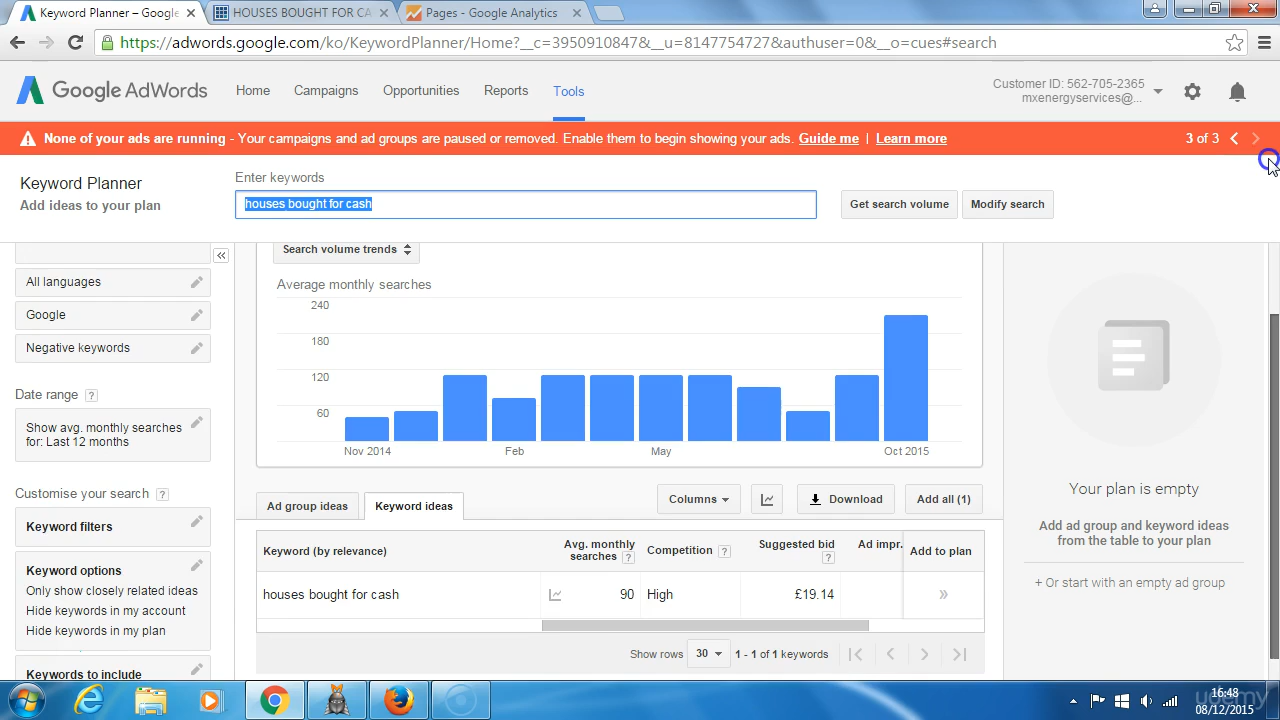 Keyword Planner – Google
HOUSES BOUGHT FOR CA
Pages - Google Analytics
https://adwords.google.com/ko/KeywordPlanner/Home?__c=3950910847&__u=8147754727&authuser=0&__o=cues#search
Google AdWords
Home
Campaigns
Opportunities
Reports
Tools
Customer ID: 562-705-2365
mxenergyservices@...
None of your ads are running - Your campaigns and ad groups are paused or removed. Enable them to begin showing your ads. Guide me | Learn more
3 of 3
Keyword Planner
Add ideas to your plan
Enter keywords
houses bought for cash
Get search volume
Modify search
All languages
Google
Negative keywords
Date range ?
Show avg. monthly searches
for: Last 12 months
Customise your search ?
Keyword filters
Keyword options
Only show closely related ideas
Hide keywords in my account
Hide keywords in my plan
Keywords to include
Search volume trends
Average monthly searches
240
180
120
60
Nov 2014
Feb
May
Oct 2015
Ad group ideas
Keyword ideas
Columns
Download
Add all (1)
Keyword (by relevance)
Avg. monthly
searches ?
Competition ?
Suggested bid
?
Ad impr.
Add to plan
houses bought for cash
90
High
£19.14
»
Show rows
30
1 - 1 of 1 keywords
Your plan is empty
Add ad group and keyword ideas
from the table to your plan
+ Or start with an empty ad group
16:48
08/12/2015
udemy